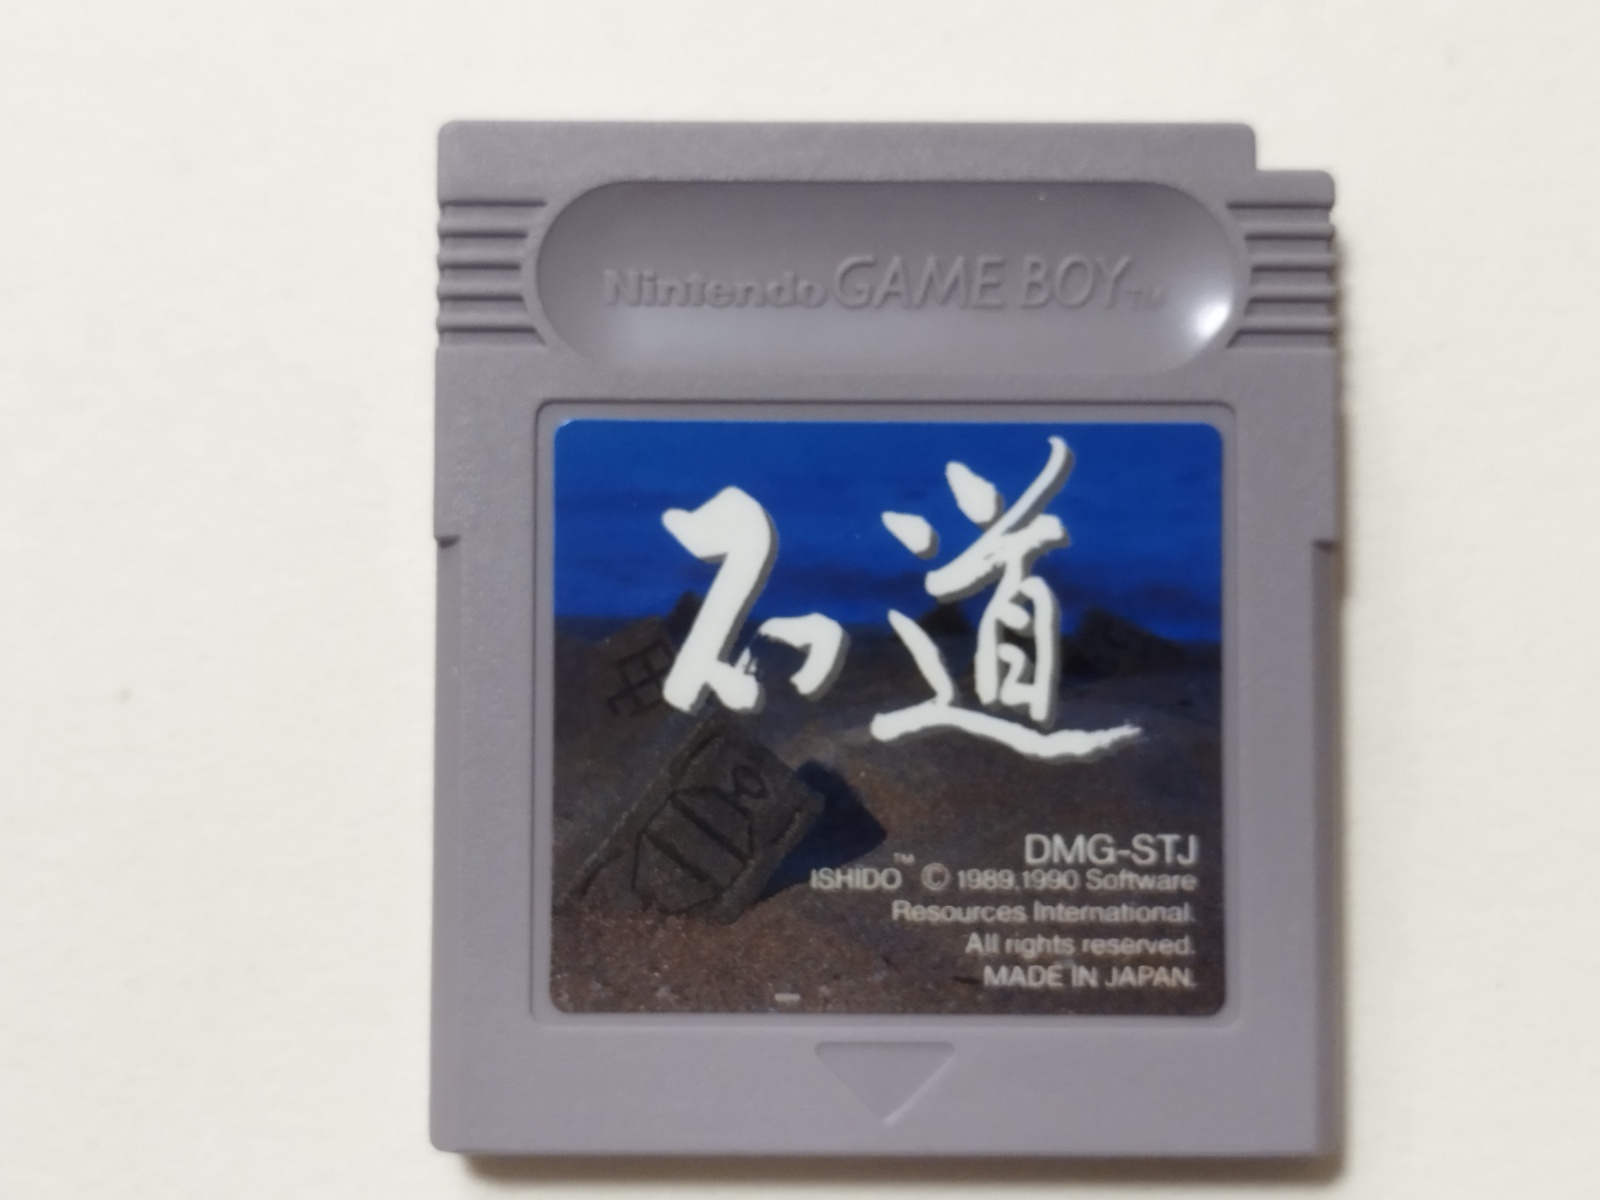 Nintendo GAME BOY™
石道
DMG-STJ
ISHIDO™ © 1989,1990 Software
Resources International.
All rights reserved.
MADE IN JAPAN.